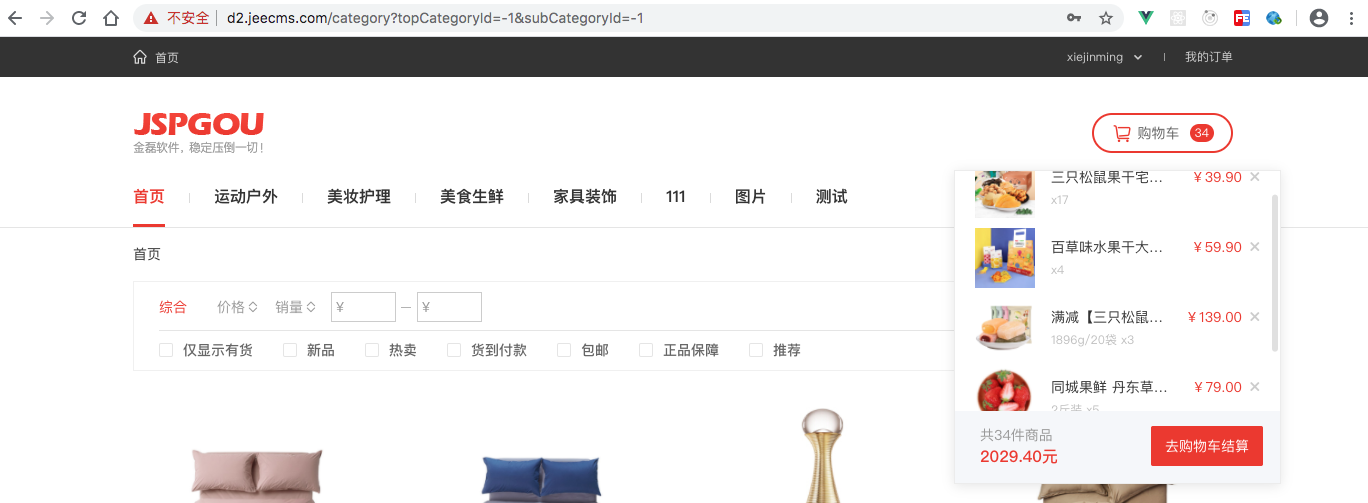 不安全 d2.jeecms.com/category?topCategoryId=-1&subCategoryId=-1
首页 xiejinming 我的订单
JSPGOU
金磊软件，稳定压倒一切！
购物车 34
首页 运动户外 美妆护理 美食生鲜 家具装饰 111 图片 测试
三只松鼠果干宅... ￥39.90
x17
百草味水果干大... ￥59.90
x4
满减【三只松鼠... ￥139.00
1896g/20袋 x3
同城果鲜 丹东草... ￥79.00
2斤装 x5
共34件商品
2029.40元
去购物车结算
首页
综合 价格 销量 ¥ — ¥
仅显示有货 新品 热卖 货到付款 包邮 正品保障 推荐